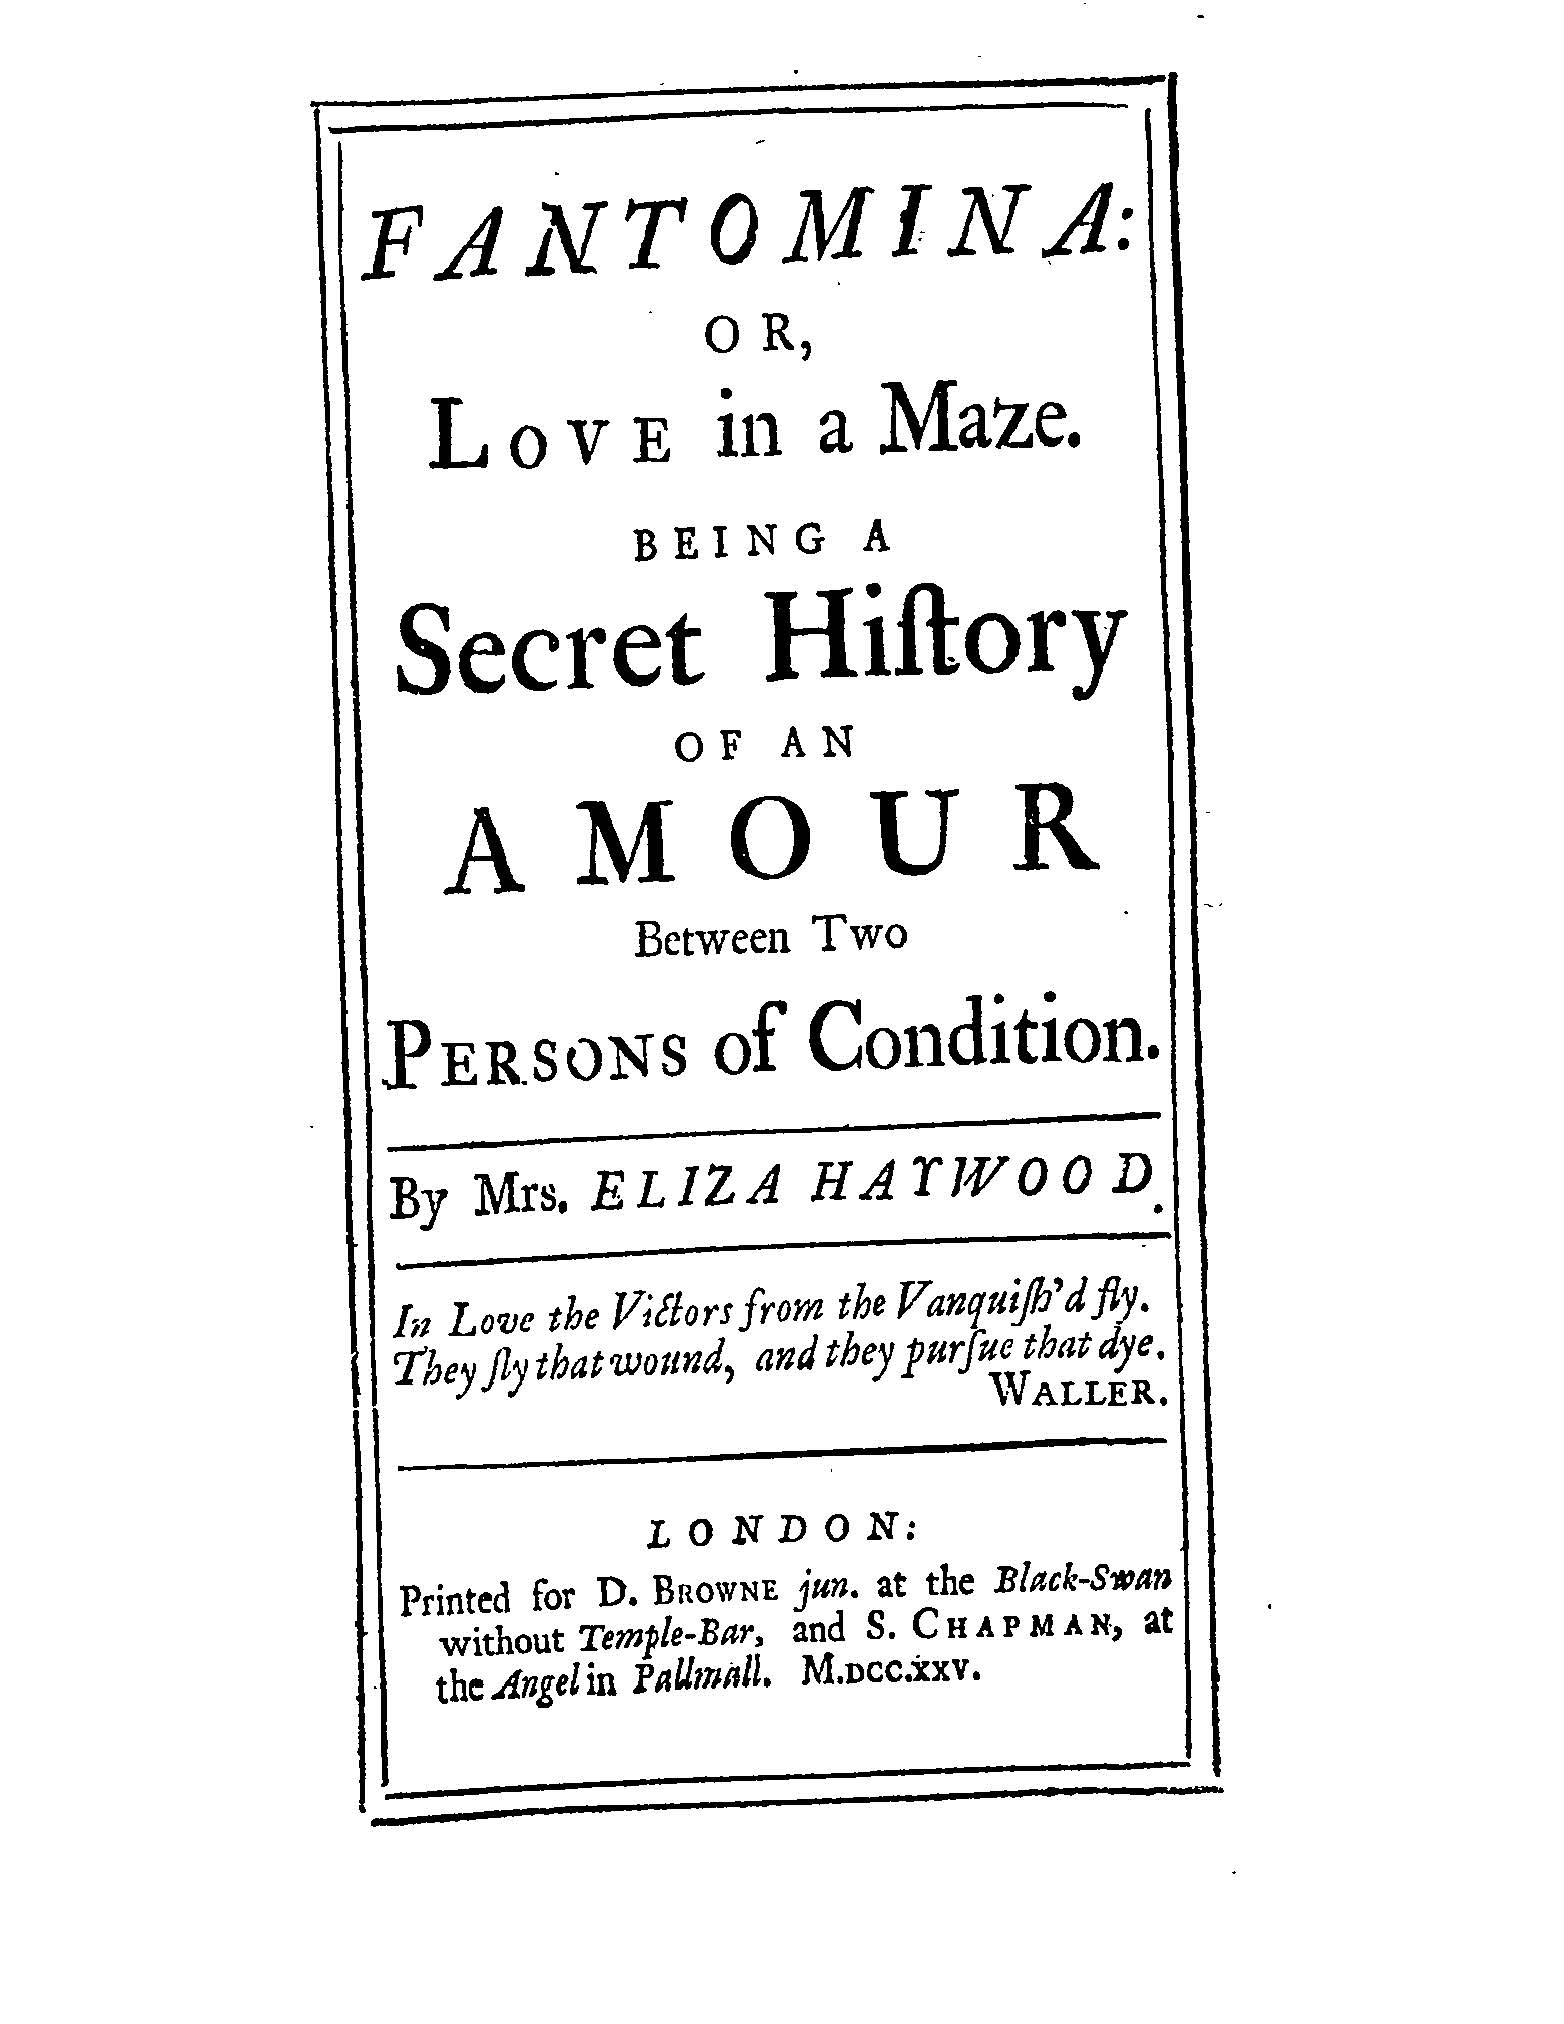 FANTOMINA:
OR,
LOVE in a Maze.
BEING A
Secret Hiſtory
OF AN
AMOUR
Between Two
PERSONS of Condition.
By Mrs. ELIZA HAYWOOD.
In Love the Victors from the Vanquiſh'd fly.
They fly that wound, and they purſue that dye.
WALLER.
LONDON:
Printed for D. BROWNE jun. at the Black-Swan
without Temple-Bar, and S. CHAPMAN, at
the Angel in Pallmall. M.DCC.XXV.